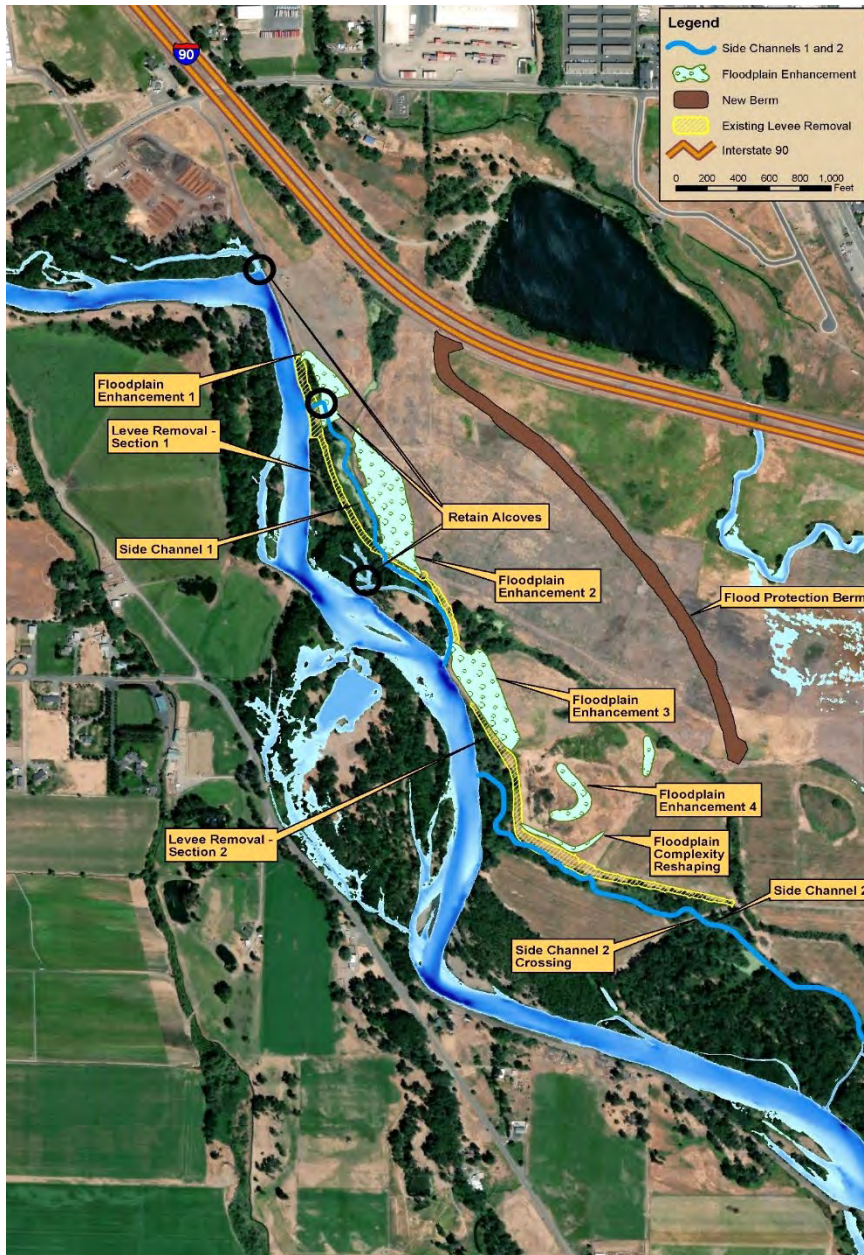 Legend
Side Channels 1 and 2
Floodplain Enhancement
New Berm
Existing Levee Removal
Interstate 90
0 200 400 600 800 1,000
Feet
90
Floodplain
Enhancement 1
Levee Removal -
Section 1
Side Channel 1
Retain Alcoves
Floodplain
Enhancement 2
Flood Protection Berm
Floodplain
Enhancement 3
Floodplain
Enhancement 4
Levee Removal -
Section 2
Floodplain
Complexity
Reshaping
Side Channel 2
Side Channel 2
Crossing